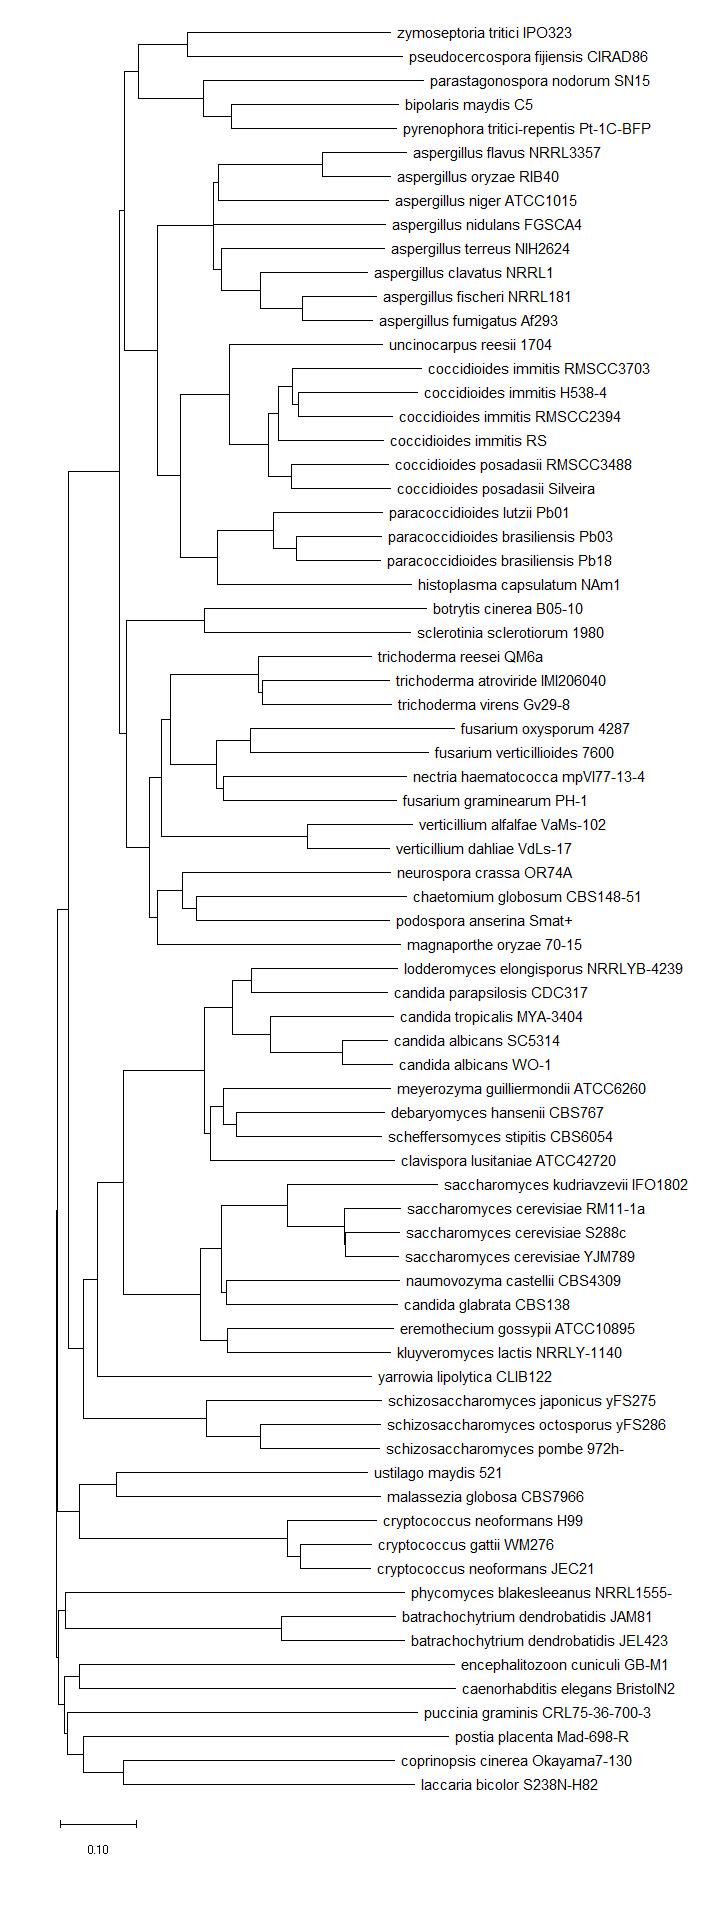 zymoseptoria tritici IPO323
pseudocercospora fijiensis CIRAD86
parastagonospora nodorum SN15
bipolaris maydis C5
pyrenophora tritici-repentis Pt-1C-BFP
aspergillus flavus NRRL3357
aspergillus oryzae RIB40
aspergillus niger ATCC1015
aspergillus nidulans FGSCA4
aspergillus terreus NIH2624
aspergillus clavatus NRRL1
aspergillus fischeri NRRL181
aspergillus fumigatus Af293
uncinocarpus reesii 1704
coccidioides immitis RMSCC3703
coccidioides immitis H538-4
coccidioides immitis RMSCC2394
coccidioides immitis RS
coccidioides posadasii RMSCC3488
coccidioides posadasii Silveira
paracoccidioides lutzii Pb01
paracoccidioides brasiliensis Pb03
paracoccidioides brasiliensis Pb18
histoplasma capsulatum NAm1
botrytis cinerea B05-10
sclerotinia sclerotiorum 1980
trichoderma reesei QM6a
trichoderma atroviride IMI206040
trichoderma virens Gv29-8
fusarium oxysporum 4287
fusarium verticillioides 7600
nectria haematococca mpVI77-13-4
fusarium graminearum PH-1
verticillium alfalfae VaMs-102
verticillium dahliae VdLs-17
neurospora crassa OR74A
chaetomium globosum CBS148-51
podospora anserina Smat+
magnaporthe oryzae 70-15
lodderomyces elongisporus NRRLYB-4239
candida parapsilosis CDC317
candida tropicalis MYA-3404
candida albicans SC5314
candida albicans WO-1
meyerozyma guilliermondii ATCC6260
debaryomyces hansenii CBS767
scheffersomyces stipitis CBS6054
clavispora lusitaniae ATCC42720
saccharomyces kudriavzevii IFO1802
saccharomyces cerevisiae RM11-1a
saccharomyces cerevisiae S288c
saccharomyces cerevisiae YJM789
naumovozyma castellii CBS4309
candida glabrata CBS138
eremothecium gossypii ATCC10895
kluyveromyces lactis NRRLY-1140
yarrowia lipolytica CLIB122
schizosaccharomyces japonicus yFS275
schizosaccharomyces octosporus yFS286
schizosaccharomyces pombe 972h-
ustilago maydis 521
malassezia globosa CBS7966
cryptococcus neoformans H99
cryptococcus gattii WM276
cryptococcus neoformans JEC21
phycomyces blakesleeanus NRRL1555-
batrachochytrium dendrobatidis JAM81
batrachochytrium dendrobatidis JEL423
encephalitozoon cuniculi GB-M1
caenorhabditis elegans BristolN2
puccinia graminis CRL75-36-700-3
postia placenta Mad-698-R
coprinopsis cinerea Okayama7-130
laccaria bicolor S238N-H82
0.10